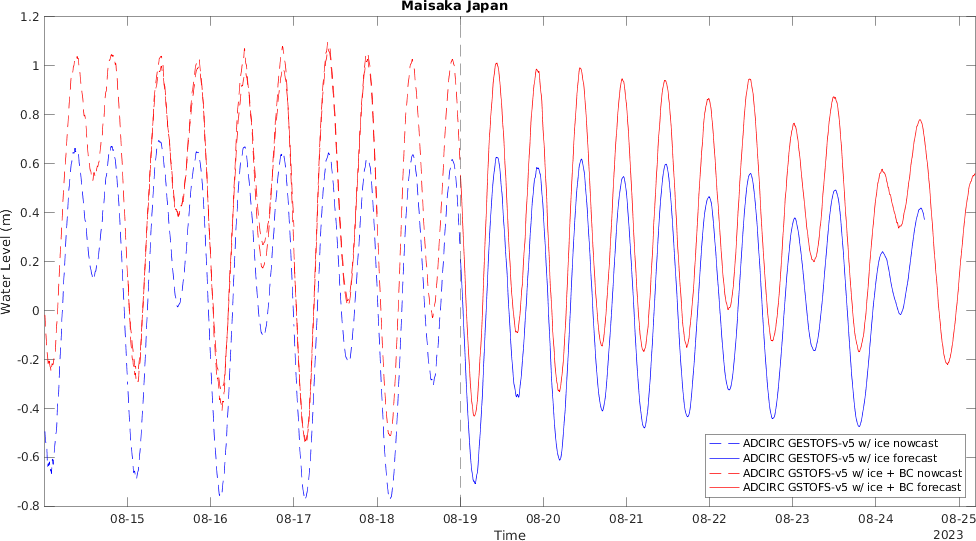 Maisaka Japan
1.2
1
0.8
0.6
0.4
0.2
0
-0.2
-0.4
-0.6
-0.8
Water Level (m)
ADCIRC GESTOFS-v5 w/ ice nowcast
ADCIRC GESTOFS-v5 w/ ice forecast
ADCIRC GSTOFS-v5 w/ ice + BC nowcast
ADCIRC GSTOFS-v5 w/ ice + BC forecast
08-15 08-16 08-17 08-18 08-19 08-20 08-21 08-22 08-23 08-24 08-25
Time
2023